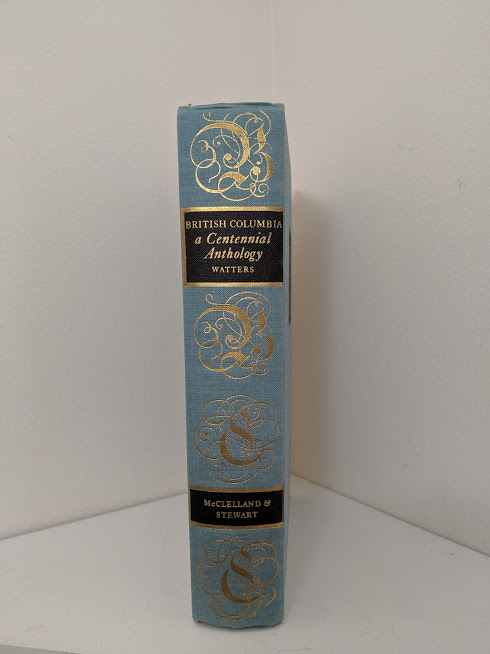 B
BRITISH COLUMBIA
a Centennial
Anthology
WATTERS
B
C
McCLELLAND &
STEWART
C